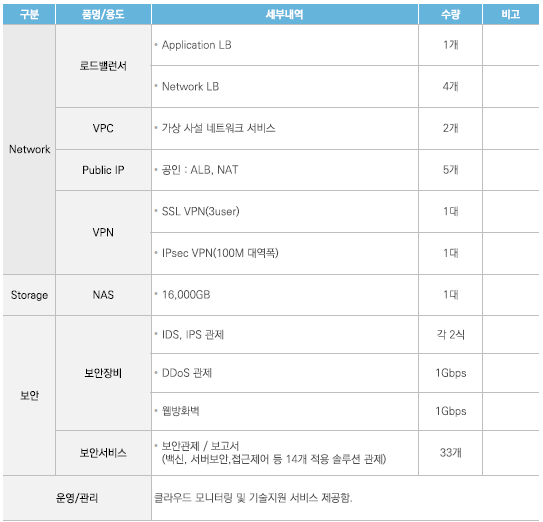 구분 품명/용도 세부내역 수량 비고
Network 로드밸런서 • Application LB 1개
• Network LB 4개
VPC • 가상 사설 네트워크 서비스 2개
Public IP • 공인 : ALB, NAT 5개
VPN • SSL VPN(3user) 1대
• IPsec VPN(100M 대역폭) 1대
Storage NAS • 16,000GB 1대
보안 보안장비 • IDS, IPS 관제 각 2식
• DDoS 관제 1Gbps
• 웹방화벽 1Gbps
보안서비스 • 보안관제 / 보고서 33개
(백신, 서버보안,접근제어 등 14개 적용 솔루션 관제)
운영/관리 클라우드 모니터링 및 기술지원 서비스 제공함.